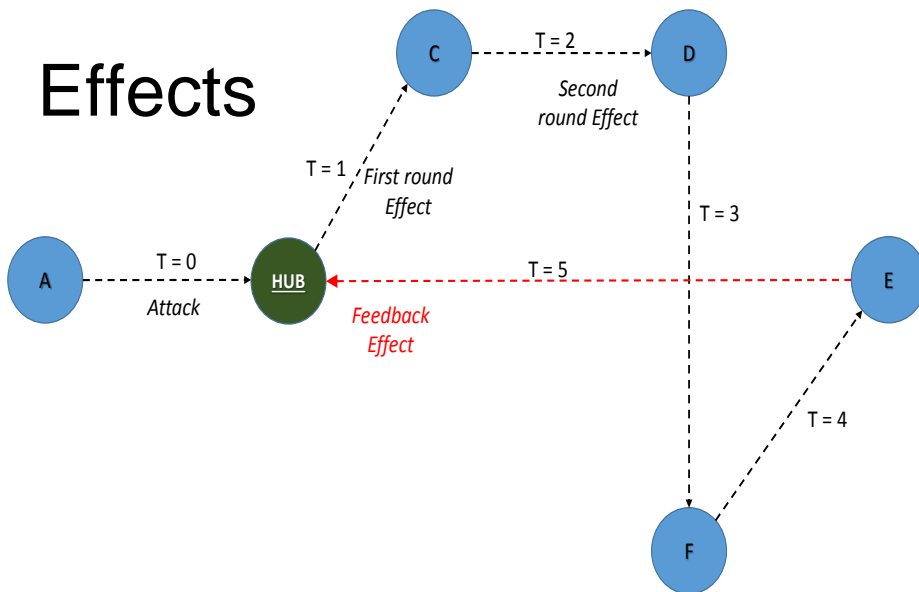 Effects
C
T = 2
D
Second
round Effect
T = 1
First round
Effect
T = 3
A
T = 0
Attack
HUB
T = 5
E
Feedback
Effect
T = 4
F